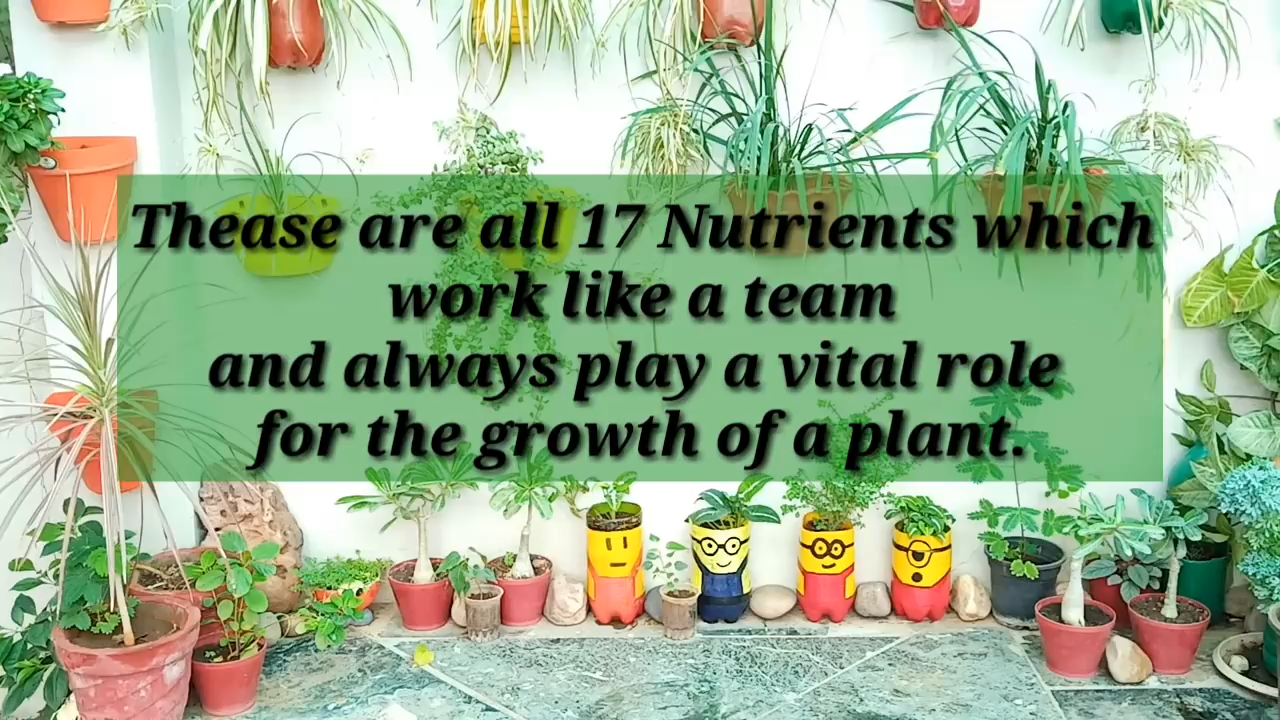 Thease are all 17 Nutrients which
work like a team
and always play a vital role
for the growth of a plant.